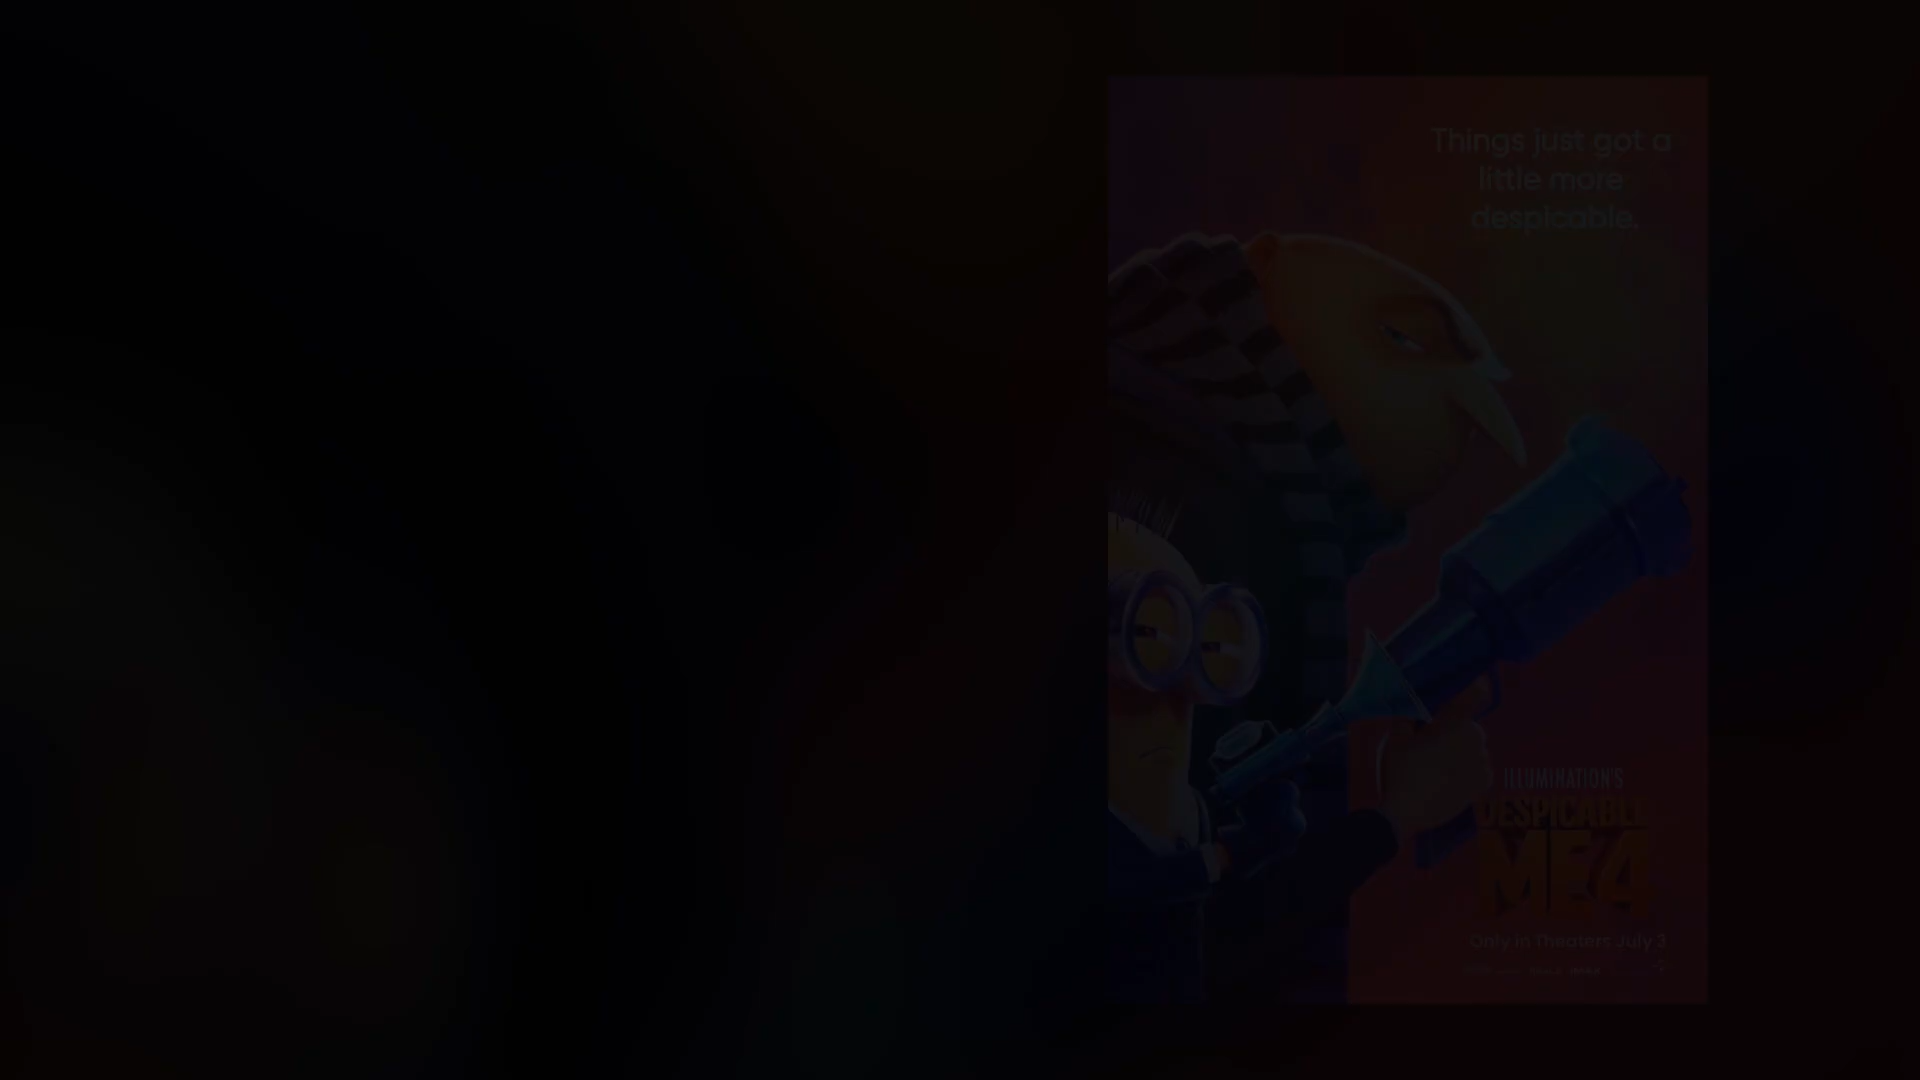 Things just got a
little more
despicable.
ILLUMINATION'S
DESPICABLE
ME 4
Only in Theaters July 3